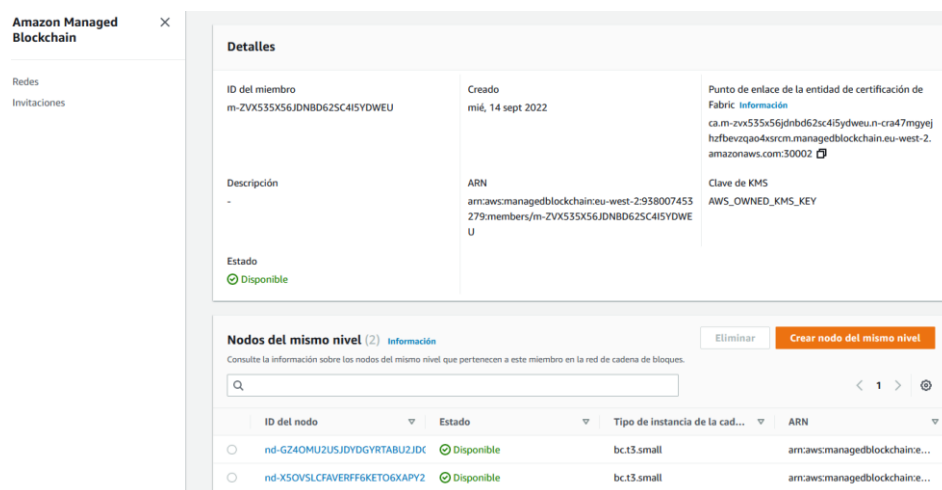 Amazon Managed
Blockchain
Redes
Invitaciones
Detalles
ID del miembro
m-ZVX535X56JDNBD62SC4I5YDWEU
Creado
mié, 14 sept 2022
Punto de enlace de la entidad de certificación de
Fabric Información
ca.m-zvx535x56jdnbd62sc4i5ydweu.n-cra47mgyej
hzfbevzqao4xsrcm.managedblockchain.eu-west-2.
amazonaws.com:30002
Descripción
-
ARN
arn:aws:managedblockchain:eu-west-2:938007453
279:members/m-ZVX535X56JDNBD62SC4I5YDWE
U
Clave de KMS
AWS_OWNED_KMS_KEY
Estado
Disponible
Nodos del mismo nivel (2) Información
Eliminar
Crear nodo del mismo nivel
Consulte la información sobre los nodos del mismo nivel que pertenecen a este miembro en la red de cadena de bloques.
1
ID del nodo Estado Tipo de instancia de la cad... ARN
nd-GZ4OMU2USJDYDGYRTABU2JDC Disponible bc.t3.small arn:aws:managedblockchain:e...
nd-X5OVSLCFAVERFF6KETO6XAPY2 Disponible bc.t3.small arn:aws:managedblockchain:e...